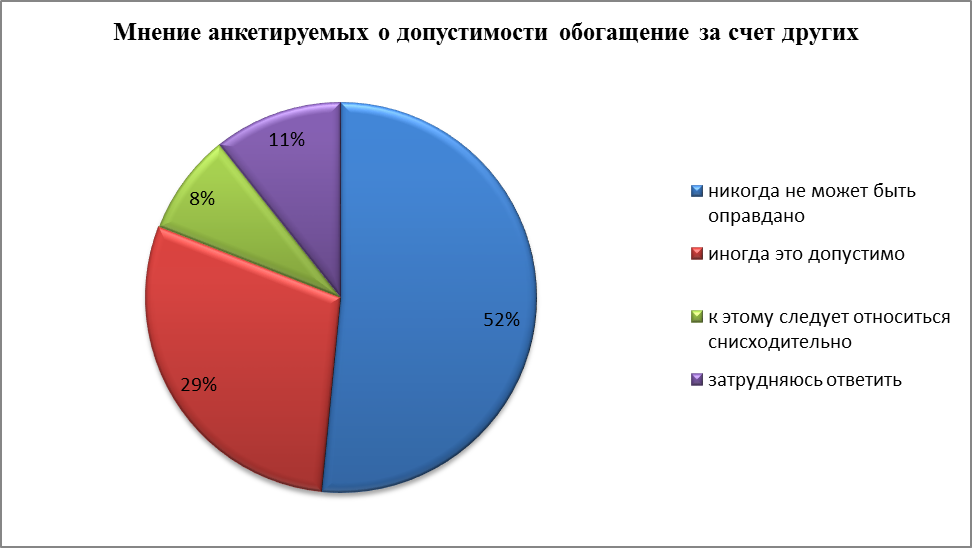 Мнение анкетируемых о допустимости обогащение за счет других
11%
8%
52%
29%
никогда не может быть
оправдано
иногда это допустимо
к этому следует относиться
снисходительно
затрудняюсь ответить